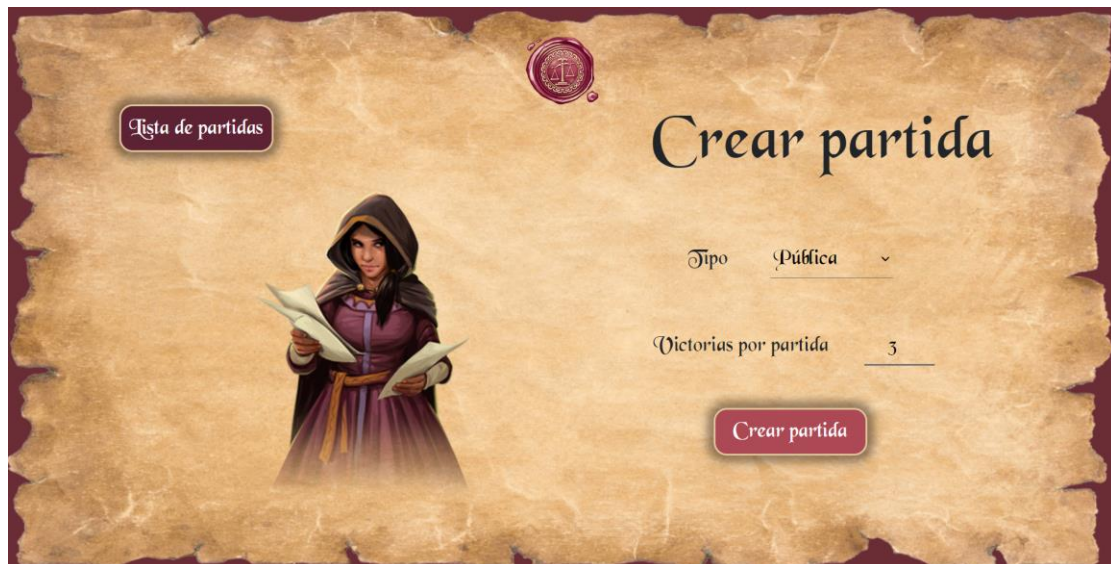 Lista de partidas
Crear partida
Tipo Pública
Victorias por partida 3
Crear partida